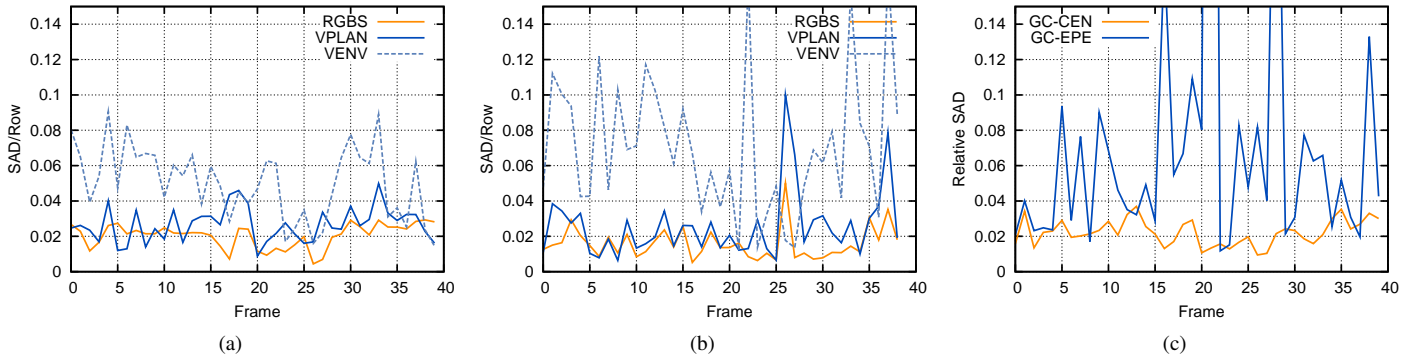 0.14
0.12
0.1
0.08
0.06
0.04
0.02
0
SAD/Row
RGBS
VPLAN
VENV
0 5 10 15 20 25 30 35 40
Frame
(a)
0.14
0.12
0.1
0.08
0.06
0.04
0.02
0
SAD/Row
RGBS
VPLAN
VENV
0 5 10 15 20 25 30 35 40
Frame
(b)
0.14
0.12
0.1
0.08
0.06
0.04
0.02
0
Relative SAD
GC-CEN
GC-EPE
0 5 10 15 20 25 30 35 40
Frame
(c)